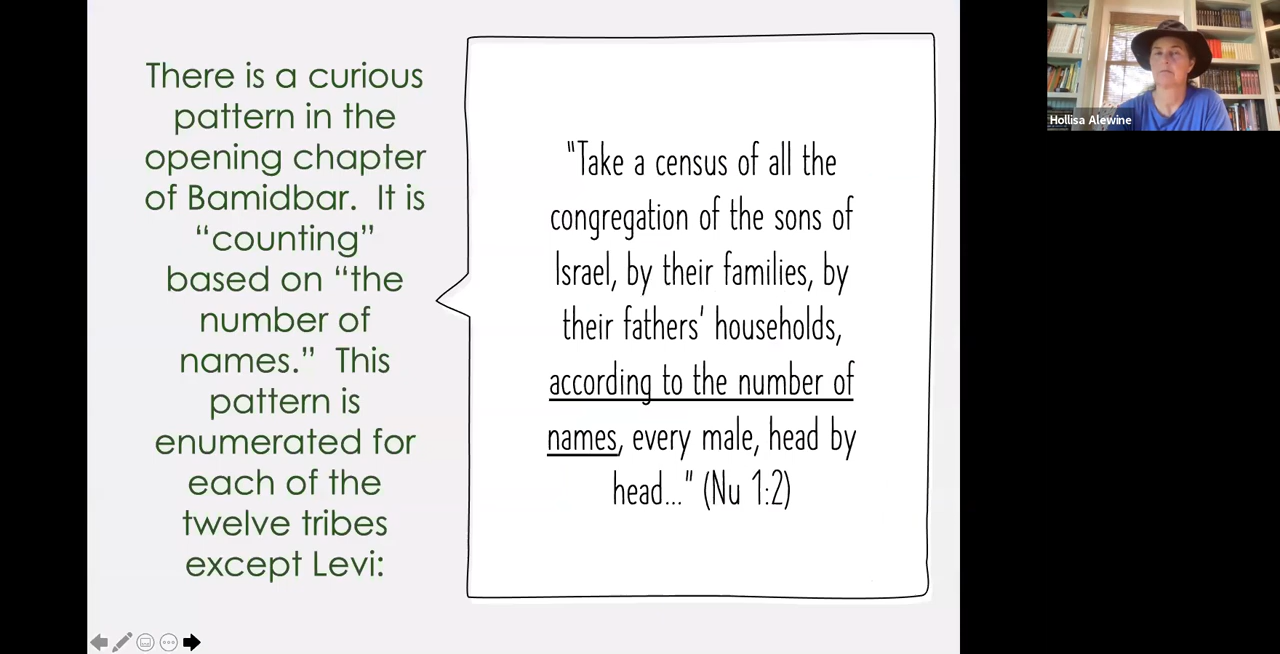 There is a curious
pattern in the
opening chapter
of Bamidbar.  It is
“counting”
based on “the
number of
names.”  This
pattern is
enumerated for
each of the
twelve tribes
except Levi:
"Take a census of all the
congregation of the sons of
Israel, by their families, by
their fathers' households,
according to the number of
names, every male, head by
head..." (Nu 1:2)
Hollisa Alewine